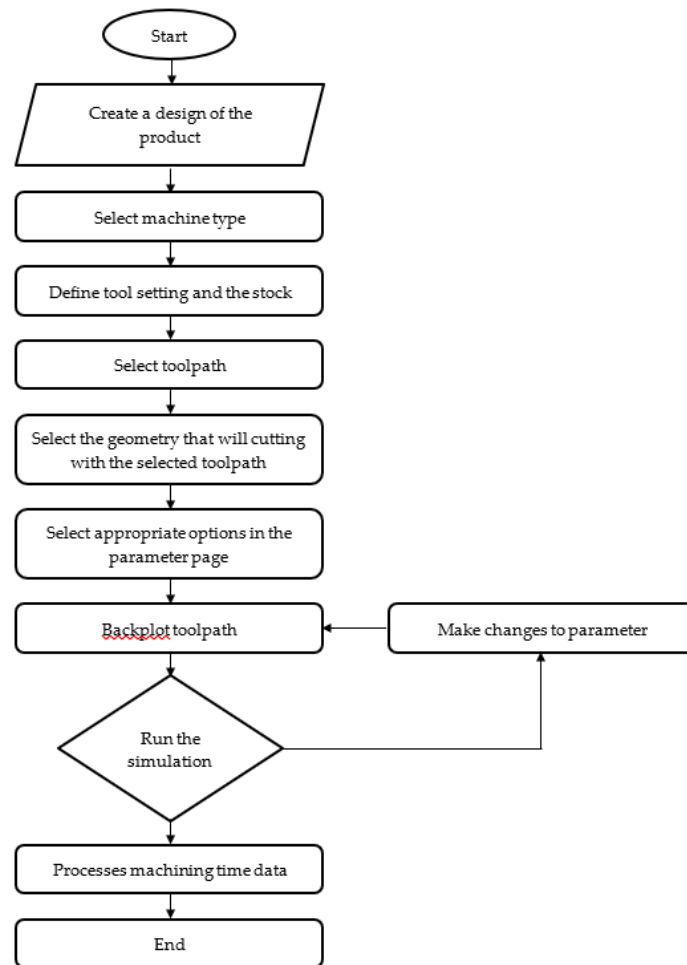 Start
Create a design of the
product
Select machine type
Define tool setting and the stock
Select toolpath
Select the geometry that will cutting
with the selected toolpath
Select appropriate options in the
parameter page
Backplot toolpath
Make changes to parameter
Run the
simulation
Processes machining time data
End